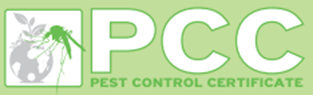 PCC
PEST CONTROL CERTIFICATE